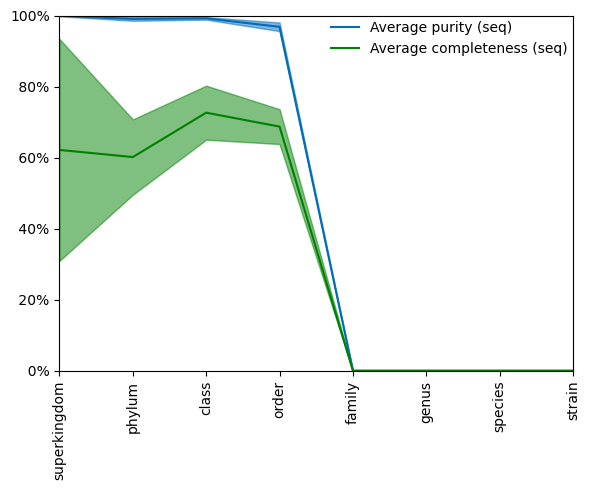 100%
80%
60%
40%
20%
0%
Average purity (seq)
Average completeness (seq)
superkingdom
phylum
class
order
family
genus
species
strain